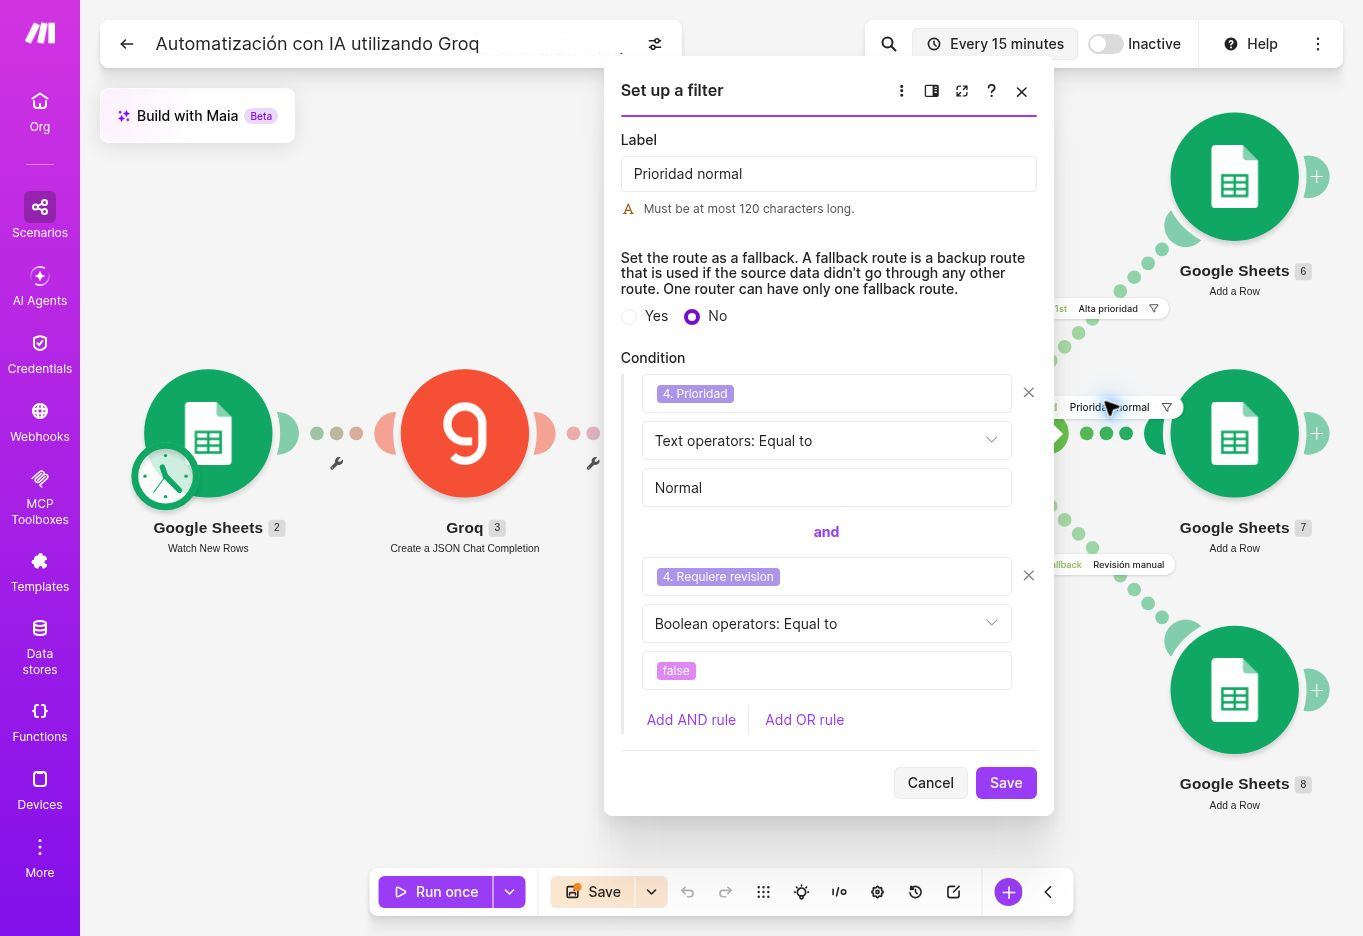 Automatización con IA utilizando Groq
Every 15 minutes
Inactive
Help
Build with Maia Beta
Org
Scenarios
AI Agents
Credentials
Webhooks
MCP
Toolboxes
Templates
Data
stores
Functions
Devices
More
Google Sheets 2
Watch New Rows
Groq 3
Create a JSON Chat Completion
Set up a filter
Label
Prioridad normal
Must be at most 120 characters long.
Set the route as a fallback. A fallback route is a backup route
that is used if the source data didn't go through any other
route. One router can have only one fallback route.
Yes
No
Condition
4. Prioridad
Text operators: Equal to
Normal
and
4. Requiere revision
Boolean operators: Equal to
false
Add AND rule
Add OR rule
Cancel
Save
Google Sheets 6
Add a Row
1st Alta prioridad
Prioridad normal
Google Sheets 7
Add a Row
Revisión manual
Google Sheets 8
Add a Row
Run once
Save